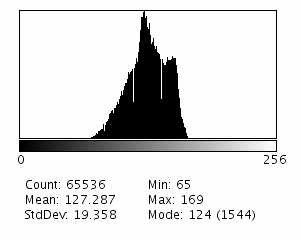 0 256
Count: 65536 Min: 65
Mean: 127.287 Max: 169
StdDev: 19.358 Mode: 124 (1544)